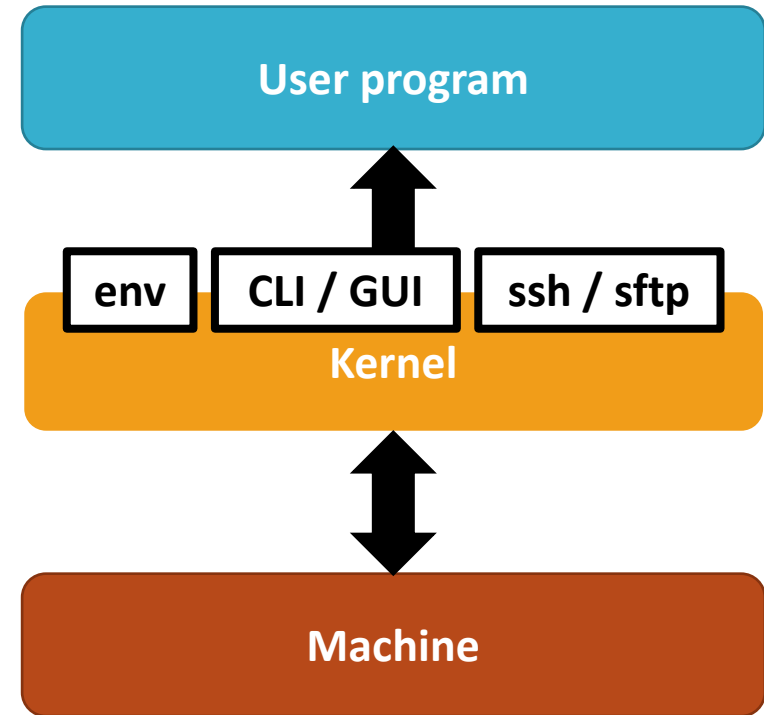 User program
env
CLI / GUI
ssh / sftp
Kernel
Machine